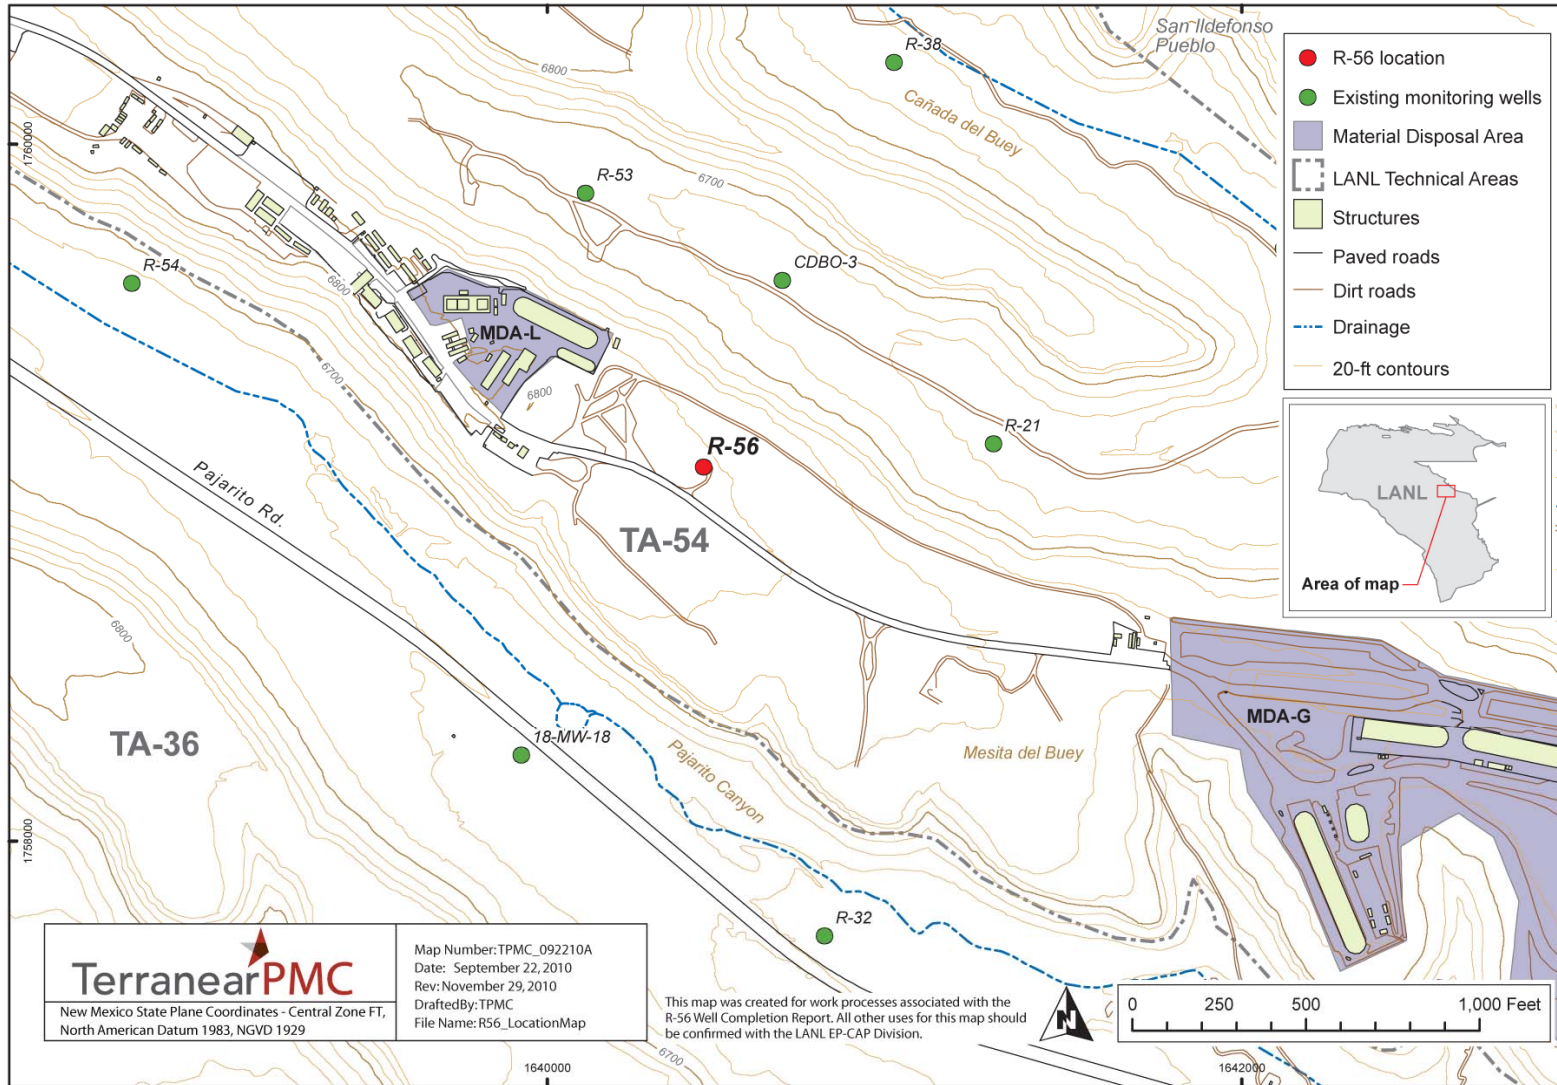 San Ildefonso
Pueblo
R-38
6800
Cañada del Buey
1760000
R-53
6700
R-54
CDBO-3
6800
MDA-L
6700
6800
R-21
R-56
Pajarito Rd.
TA-54
6800
18-MW-18
TA-36
Pajarito Canyon
Mesita del Buey
MDA-G
1758000
R-32
6700
1640000
1642000
R-56 location
Existing monitoring wells
Material Disposal Area
LANL Technical Areas
Structures
Paved roads
Dirt roads
Drainage
20-ft contours
LANL
Area of map
TerranearPMC
New Mexico State Plane Coordinates - Central Zone FT,
North American Datum 1983, NGVD 1929
Map Number: TPMC_092210A
Date: September 22, 2010
Rev: November 29, 2010
DraftedBy: TPMC
File Name: R56_LocationMap
This map was created for work processes associated with the
R-56 Well Completion Report. All other uses for this map should
be confirmed with the LANL EP-CAP Division.
N
0 250 500 1,000 Feet